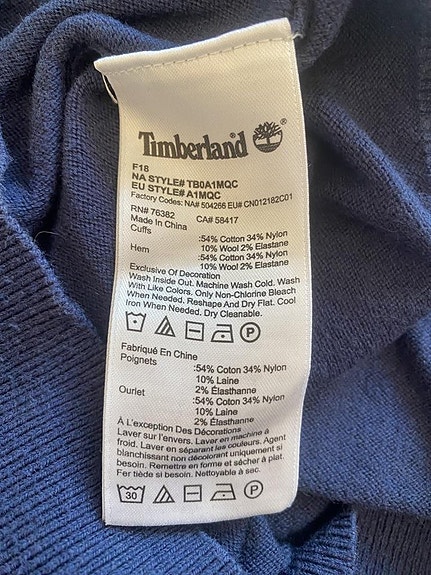 Timberland®
F18
NA STYLE# TB0A1MQC
EU STYLE# A1MQC
Factory Codes: NA# 504266 EU# CN012182C01
RN# 76382 CA# 58417
Made In China
Cuffs
:54% Cotton 34% Nylon
10% Wool 2% Elastane
Hem
:54% Cotton 34% Nylon
10% Wool 2% Elastane
Exclusive Of Decoration
Wash Inside Out. Machine Wash Cold. Wash
With Like Colors. Only Non-Chlorine Bleach
When Needed. Reshape And Dry Flat. Cool
Iron When Needed. Dry Cleanable.
P
Fabriqué En Chine
Poignets
:54% Coton 34% Nylon
10% Laine
2% Élasthanne
Ourlet
:54% Coton 34% Nylon
10% Laine
2% Élasthanne
À L'Exception Des Décorations
Laver sur l'envers. Laver en machine à
froid. Laver en séparant les couleurs. Agent
blanchissant non décolorant uniquement si
besoin. Remettre en forme et sécher à plat.
Fer tiède si besoin. Nettoyable à sec.
30 P